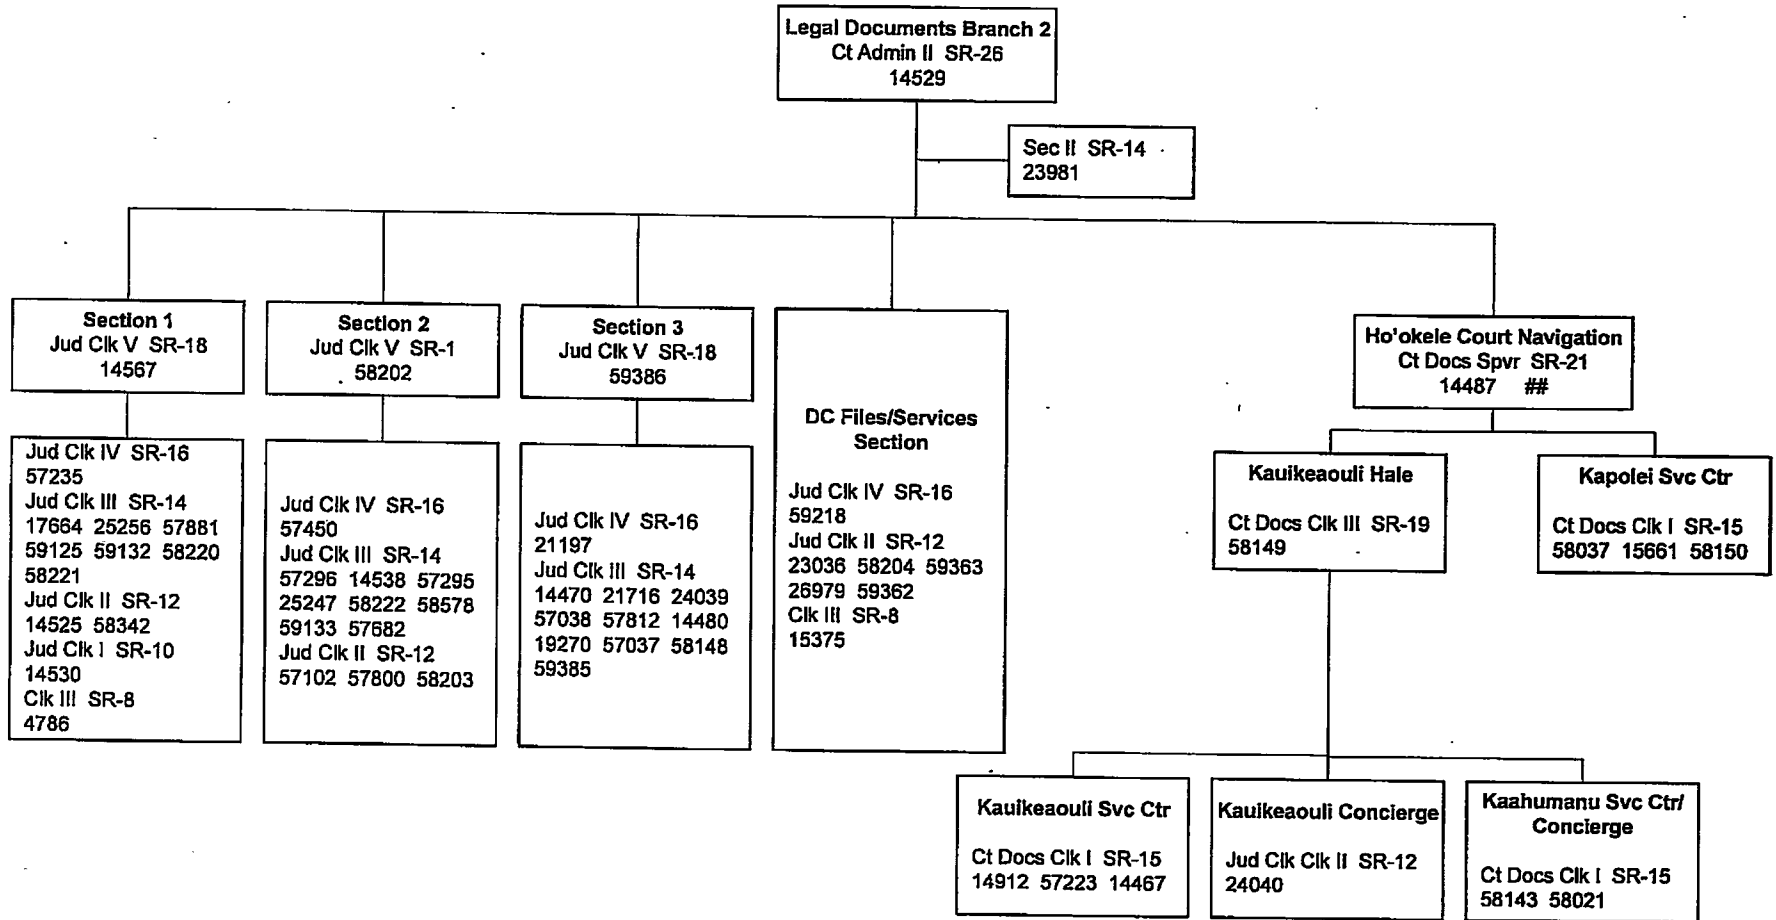 Legal Documents Branch 2
Ct Admin II SR-26
14529
Sec II SR-14
23981
Section 1
Jud Clk V SR-18
14567
Section 2
Jud Clk V SR-1
58202
Section 3
Jud Clk V SR-18
59386
Ho'okele Court Navigation
Ct Docs Spvr SR-21
14487 ##
Jud Clk IV SR-16
57235
Jud Clk III SR-14
17664 25256 57881
59125 59132 58220
58221
Jud Clk II SR-12
14525 58342
Jud Clk I SR-10
14530
Clk III SR-8
4786
Jud Clk IV SR-16
57450
Jud Clk III SR-14
57296 14538 57295
25247 58222 58578
59133 57682
Jud Clk II SR-12
57102 57800 58203
Jud Clk IV SR-16
21197
Jud Clk III SR-14
14470 21716 24039
57038 57812 14480
19270 57037 58148
59385
DC Files/Services
Section
Jud Clk IV SR-16
59218
Jud Clk II SR-12
23036 58204 59363
26979 59362
Clk III SR-8
15375
Kauikeaouli Hale
Ct Docs Clk III SR-19
58149
Kapolei Svc Ctr
Ct Docs Clk I SR-15
58037 15661 58150
Kauikeaouli Svc Ctr
Ct Docs Clk I SR-15
14912 57223 14467
Kauikeaouli Concierge
Jud Clk Clk II SR-12
24040
Kaahumanu Svc Ctr/
Concierge
Ct Docs Clk I SR-15
58143 58021